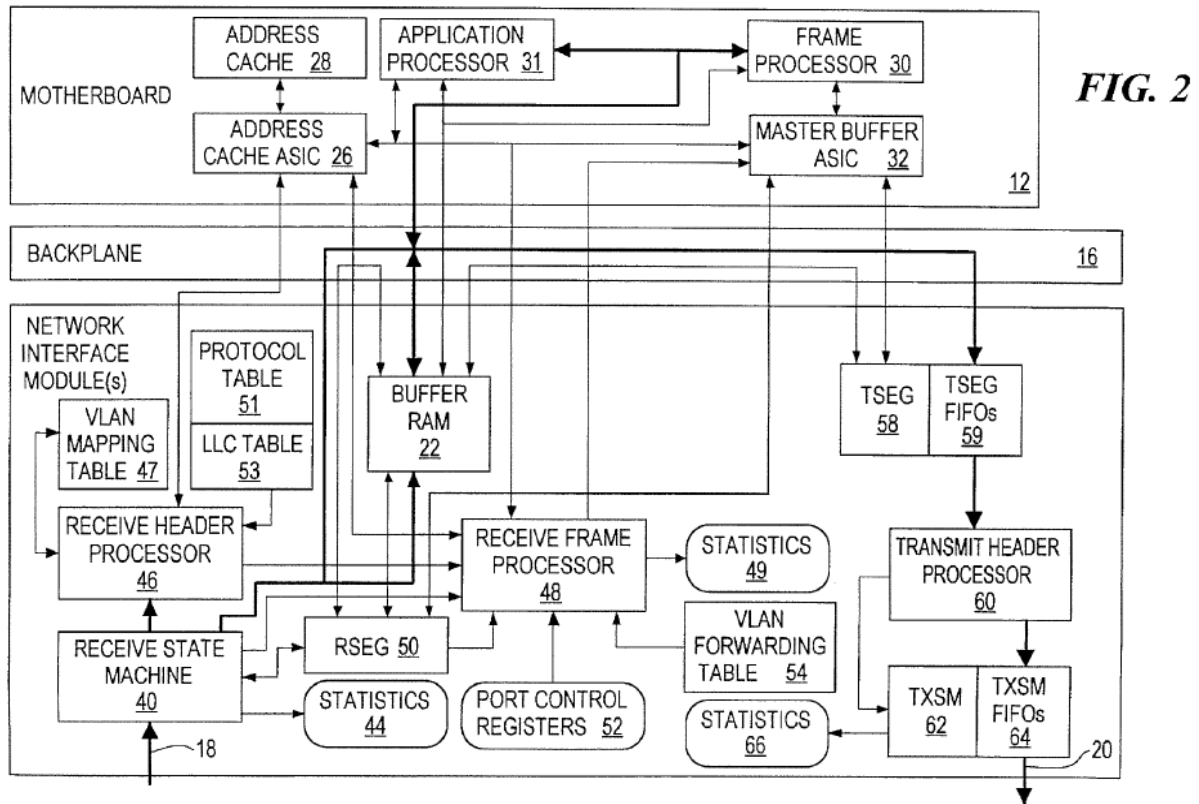 FIG. 2
MOTHERBOARD
ADDRESS
CACHE 28
APPLICATION
PROCESSOR 31
FRAME
PROCESSOR 30
ADDRESS
CACHE ASIC 26
MASTER BUFFER
ASIC 32
12
BACKPLANE
16
NETWORK
INTERFACE
MODULE(s)
PROTOCOL
TABLE
51
LLC TABLE
53
VLAN
MAPPING
TABLE 47
BUFFER
RAM
22
TSEG
58
TSEG
FIFOs
59
RECEIVE HEADER
PROCESSOR
46
RECEIVE FRAME
PROCESSOR
48
STATISTICS
49
TRANSMIT HEADER
PROCESSOR
60
RECEIVE STATE
MACHINE
40
RSEG 50
STATISTICS
44
PORT CONTROL
REGISTERS 52
VLAN
FORWARDING
TABLE 54
STATISTICS
66
TXSM
62
TXSM
FIFOs
64
18
20